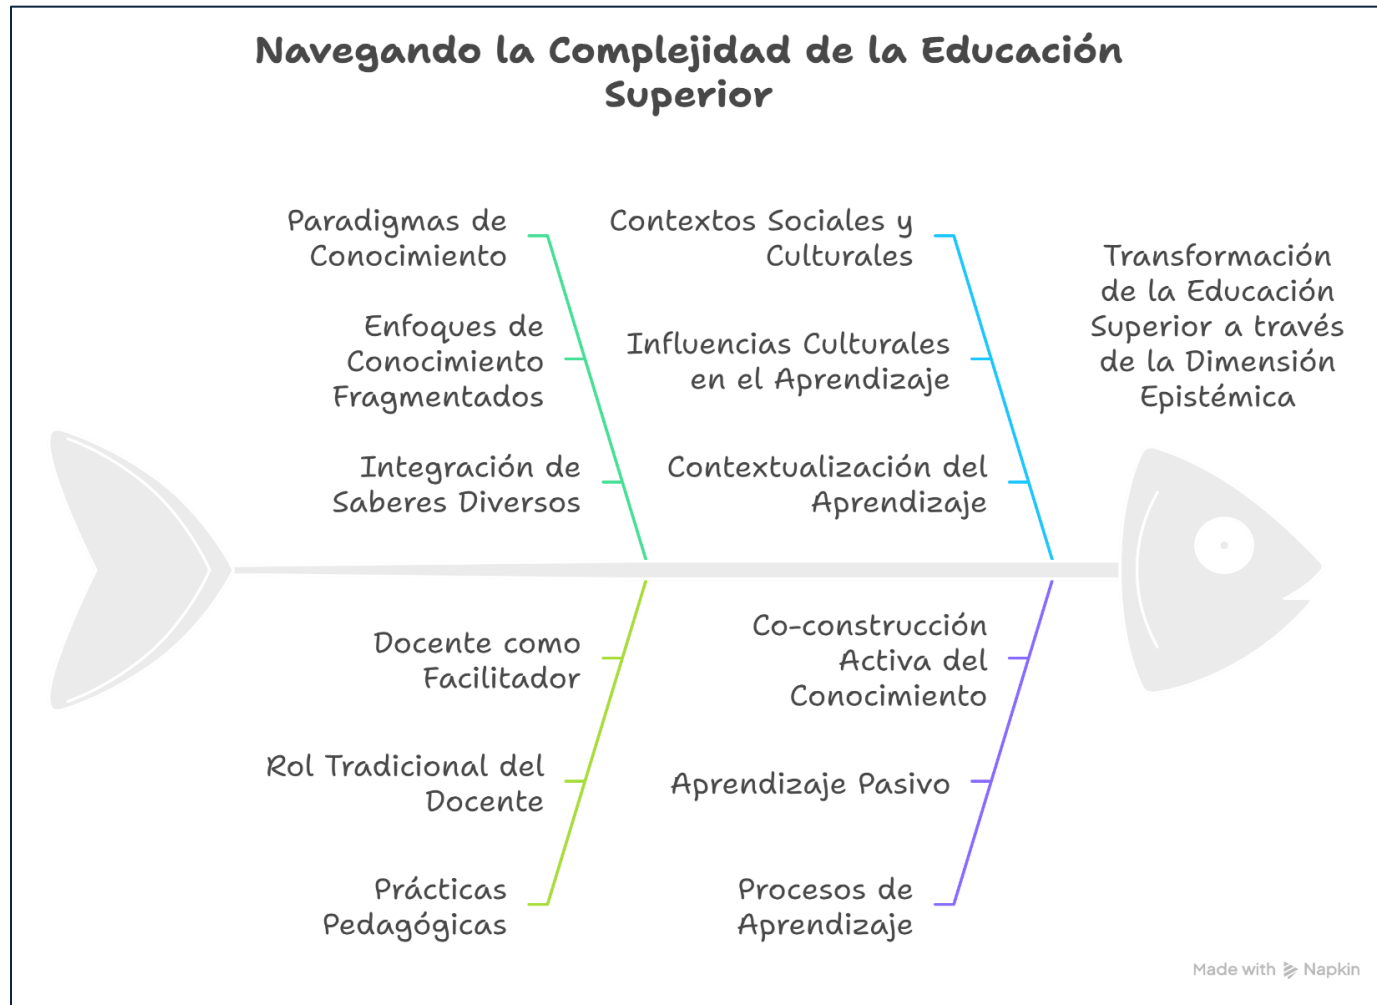 Navegando la Complejidad de la Educación
Superior
Paradigmas de
Conocimiento
Enfoques de
Conocimiento
Fragmentados
Integración de
Saberes Diversos
Contextos Sociales y
Culturales
Influencias Culturales
en el Aprendizaje
Contextualización del
Aprendizaje
Transformación
de la Educación
Superior a través
de la Dimensión
Epistémica
Docente como
Facilitador
Rol Tradicional del
Docente
Prácticas
Pedagógicas
Co-construcción
Activa del
Conocimiento
Aprendizaje Pasivo
Procesos de
Aprendizaje
Made with Napkin